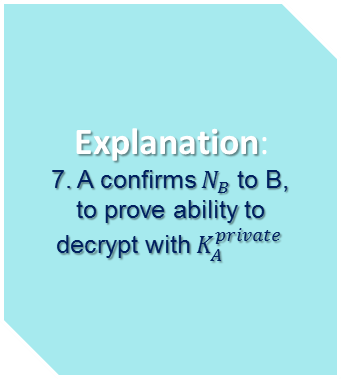 Explanation:
7. A confirms $N_B$ to B,
to prove ability to
decrypt with $K_A^{private}$